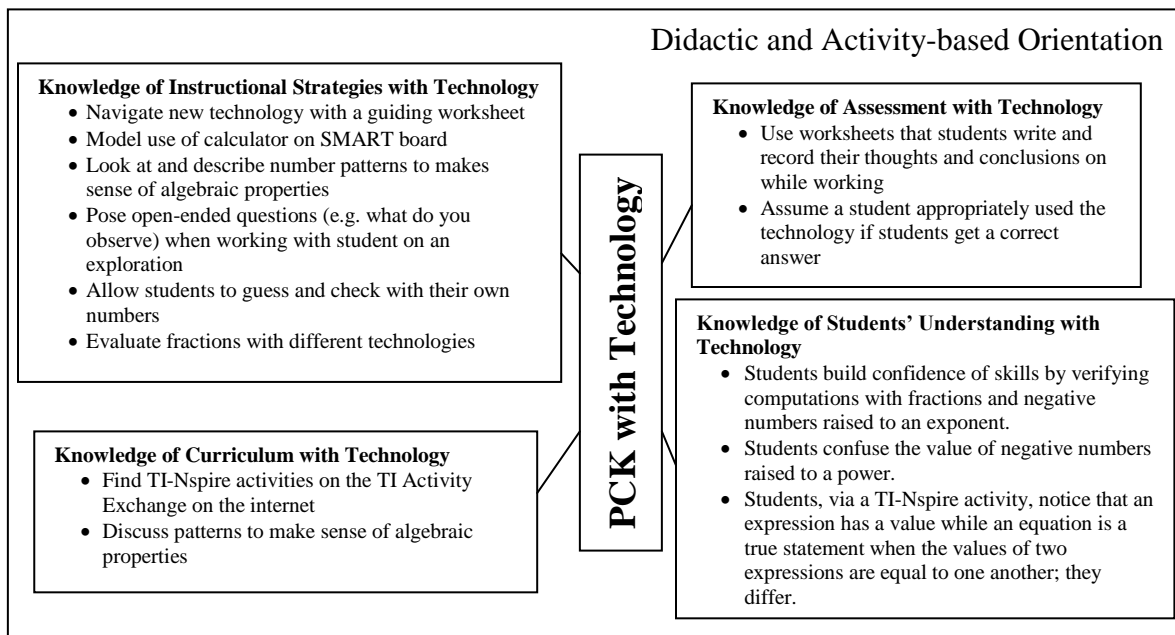 Didactic and Activity-based Orientation
Knowledge of Instructional Strategies with Technology
• Navigate new technology with a guiding worksheet
• Model use of calculator on SMART board
• Look at and describe number patterns to makes
sense of algebraic properties
• Pose open-ended questions (e.g. what do you
observe) when working with student on an
exploration
• Allow students to guess and check with their own
numbers
• Evaluate fractions with different technologies
Knowledge of Curriculum with Technology
• Find TI-Nspire activities on the TI Activity
Exchange on the internet
• Discuss patterns to make sense of algebraic
properties
PCK with Technology
Knowledge of Assessment with Technology
• Use worksheets that students write and
record their thoughts and conclusions on
while working
• Assume a student appropriately used the
technology if students get a correct
answer
Knowledge of Students’ Understanding with
Technology
• Students build confidence of skills by verifying
computations with fractions and negative
numbers raised to an exponent.
• Students confuse the value of negative numbers
raised to a power.
• Students, via a TI-Nspire activity, notice that an
expression has a value while an equation is a
true statement when the values of two
expressions are equal to one another; they
differ.